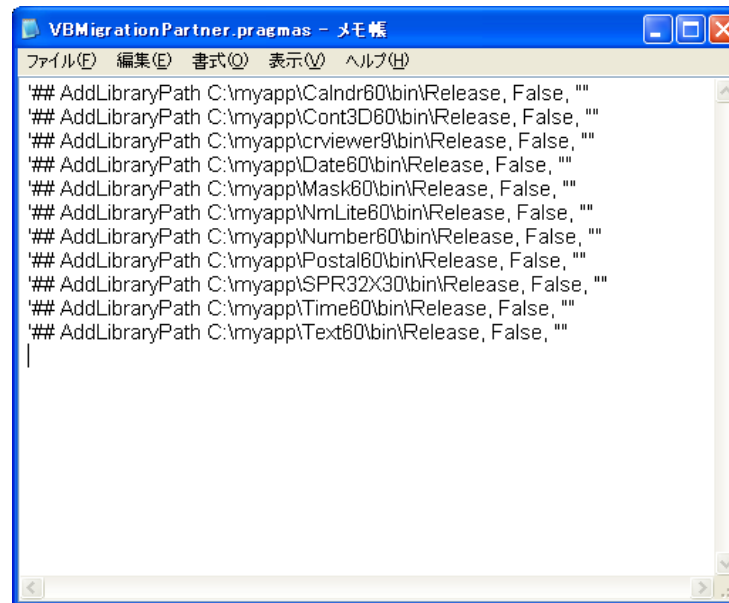 VBMigrationPartner.pragmas - メモ帳
ファイル(F) 編集(E) 書式(O) 表示(V) ヘルプ(H)
'## AddLibraryPath C:\myapp\Calndr60\bin\Release, False, ""
'## AddLibraryPath C:\myapp\Cont3D60\bin\Release, False, ""
'## AddLibraryPath C:\myapp\crviewer9\bin\Release, False, ""
'## AddLibraryPath C:\myapp\Date60\bin\Release, False, ""
'## AddLibraryPath C:\myapp\Mask60\bin\Release, False, ""
'## AddLibraryPath C:\myapp\NmLite60\bin\Release, False, ""
'## AddLibraryPath C:\myapp\Number60\bin\Release, False, ""
'## AddLibraryPath C:\myapp\Postal60\bin\Release, False, ""
'## AddLibraryPath C:\myapp\SPR32X30\bin\Release, False, ""
'## AddLibraryPath C:\myapp\Time60\bin\Release, False, ""
'## AddLibraryPath C:\myapp\Text60\bin\Release, False, ""